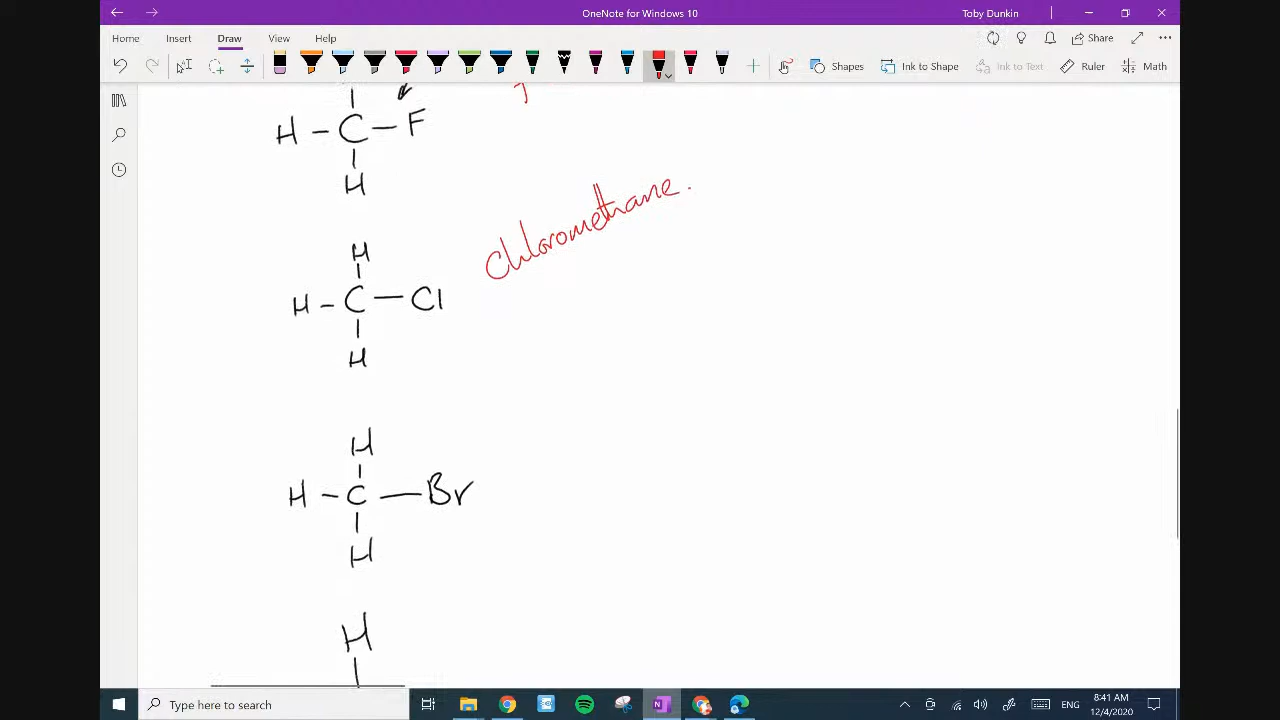 OneNote for Windows 10
Toby Dunkin
Home Insert Draw View Help
Share
Shapes Ink to Shape Ink to Text Ruler Math
H - C - F
H
chloromethane.
H
H - C - Cl
H
H
H - C - Br
H
H
Type here to search
8:41 AM
12/4/2020